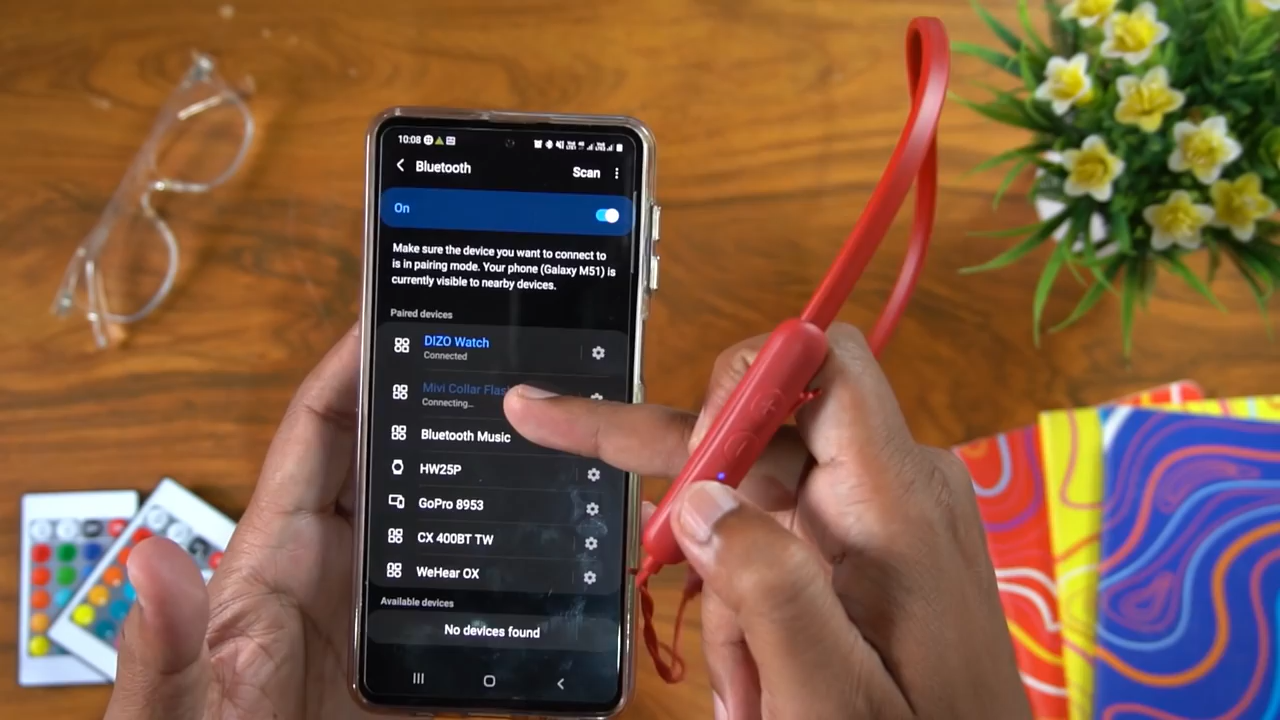 10:08
Bluetooth
Scan
On
Make sure the device you want to connect to
is in pairing mode. Your phone (Galaxy M51) is
currently visible to nearby devices.
Paired devices
DIZO Watch
Connected
Mivi Collar
Connecting...
Bluetooth Music
HW25P
GoPro 8953
CX 400BT TW
WeHear OX
Available devices
No devices found